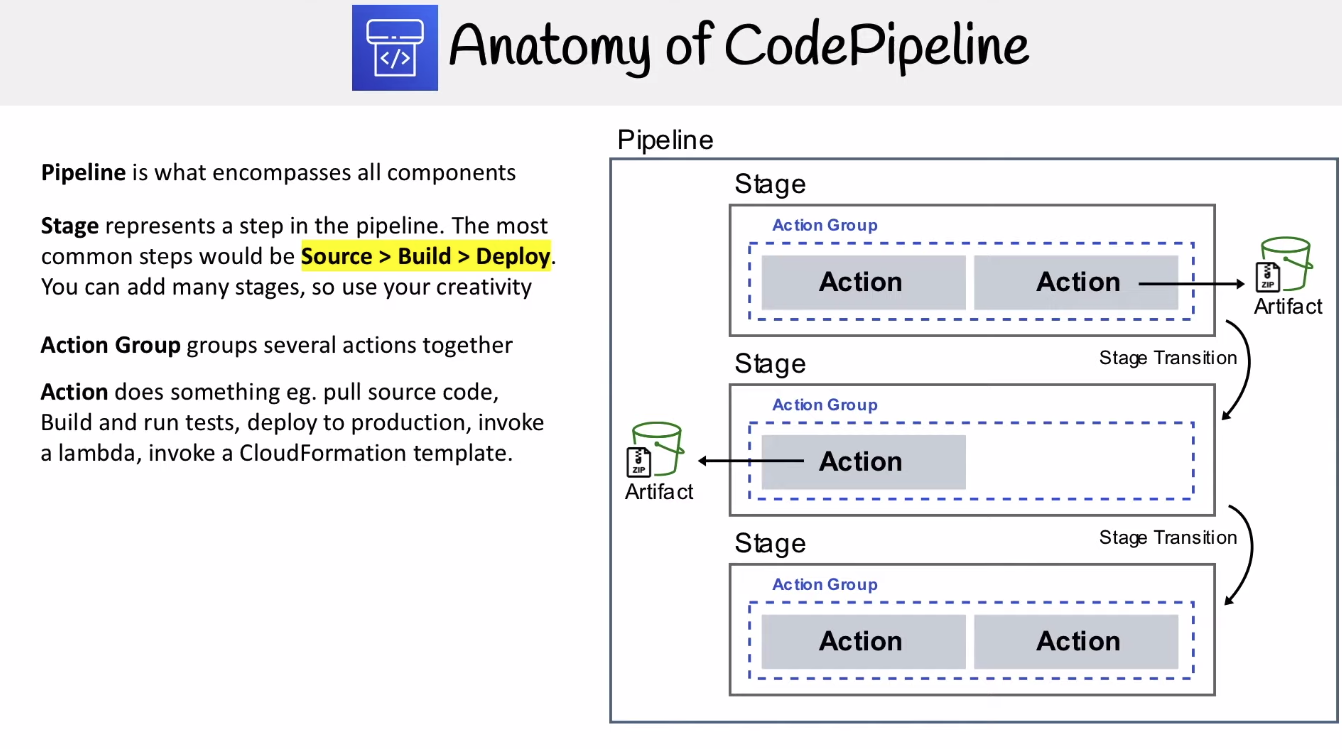 </>
Anatomy of CodePipeline
Pipeline is what encompasses all components
Stage represents a step in the pipeline. The most
common steps would be Source > Build > Deploy.
You can add many stages, so use your creativity
Action Group groups several actions together
Action does something eg. pull source code,
Build and run tests, deploy to production, invoke
a lambda, invoke a CloudFormation template.
Pipeline
Stage
Action Group
Action Action
ZIP
Artifact
Stage Transition
Stage
Action Group
Action
ZIP
Artifact
Stage Transition
Stage
Action Group
Action Action